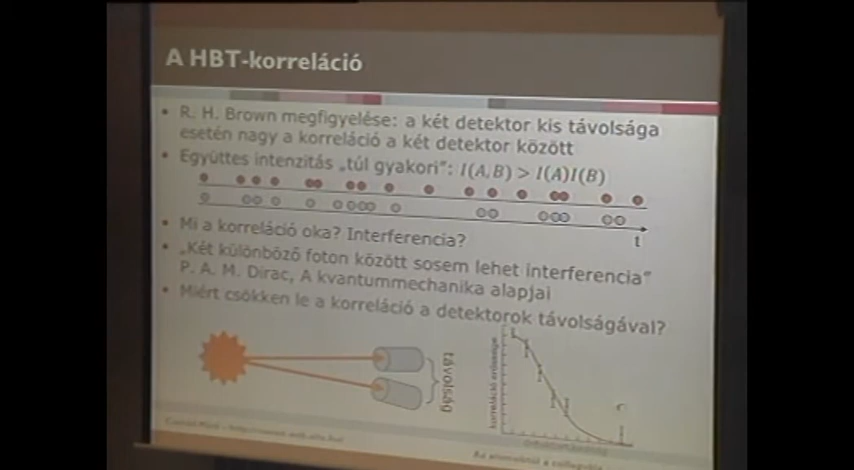 A HBT-korreláció
• R. H. Brown megfigyelése: a két detektor kis távolsága
esetén nagy a korreláció a két detektor között
• Együttes intenzitás „túl gyakori”: I(A,B) > I(A)I(B)
t
• Mi a korreláció oka? Interferencia?
• „Két különböző foton között sosem lehet interferencia”
P. A. M. Dirac, A kvantummechanika alapjai
• Miért csökken le a korreláció a detektorok távolságával?
távolság
korreláció erőssége